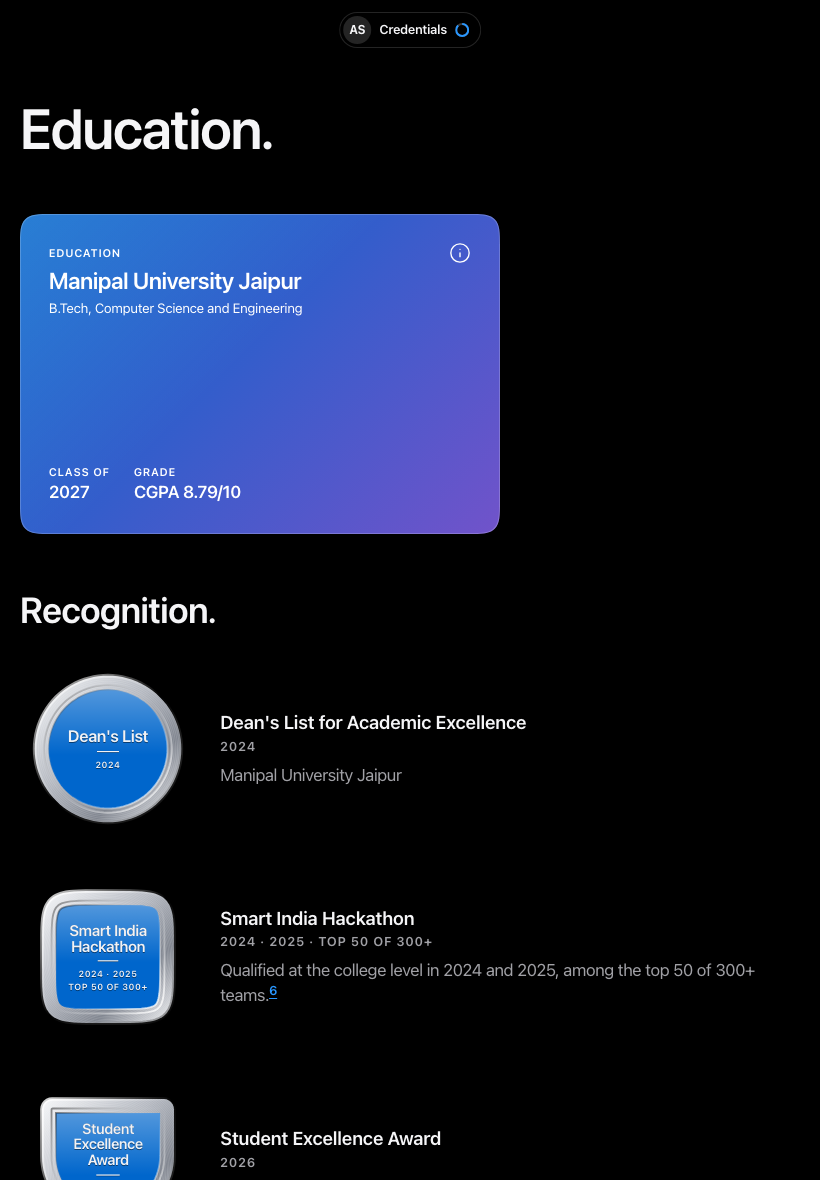 AS Credentials
Education.
EDUCATION
Manipal University Jaipur
B.Tech, Computer Science and Engineering
CLASS OF GRADE
2027 CGPA 8.79/10
Recognition.
Dean's List
2024
Dean's List for Academic Excellence
2024
Manipal University Jaipur
Smart India
Hackathon
2024 · 2025
TOP 50 OF 300+
Smart India Hackathon
2024 · 2025 · TOP 50 OF 300+
Qualified at the college level in 2024 and 2025, among the top 50 of 300+
teams.6
Student
Excellence
Award
Student Excellence Award
2026